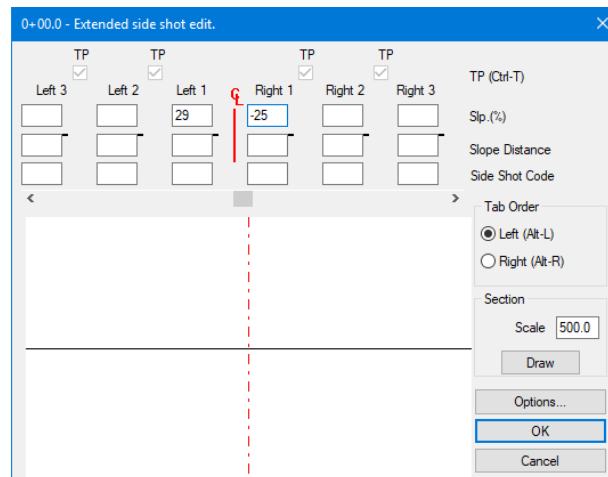 0+00.0 - Extended side shot edit.
TP TP TP TP
Left 3 Left 2 Left 1 CL Right 1 Right 2 Right 3 TP (Ctrl-T)
29 -25 Slp.(%)
Slope Distance
Side Shot Code
Tab Order
Left (Alt-L)
Right (Alt-R)
Section
Scale 500.0
Draw
Options...
OK
Cancel